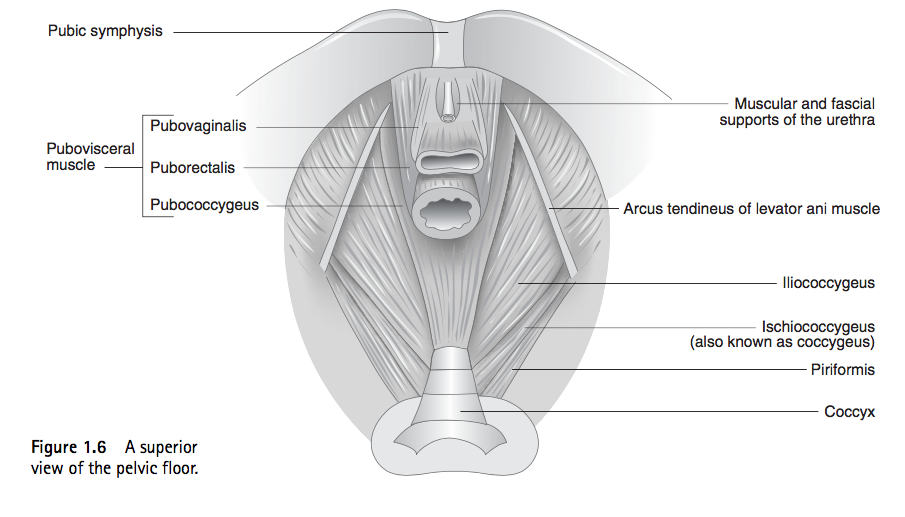 Pubic symphysis
Muscular and fascial
supports of the urethra
Pubovisceral
muscle
Pubovaginalis
Puborectalis
Pubococcygeus
Arcus tendineus of levator ani muscle
Iliococcygeus
Ischiococcygeus
(also known as coccygeus)
Piriformis
Coccyx
Figure 1.6 A superior
view of the pelvic floor.